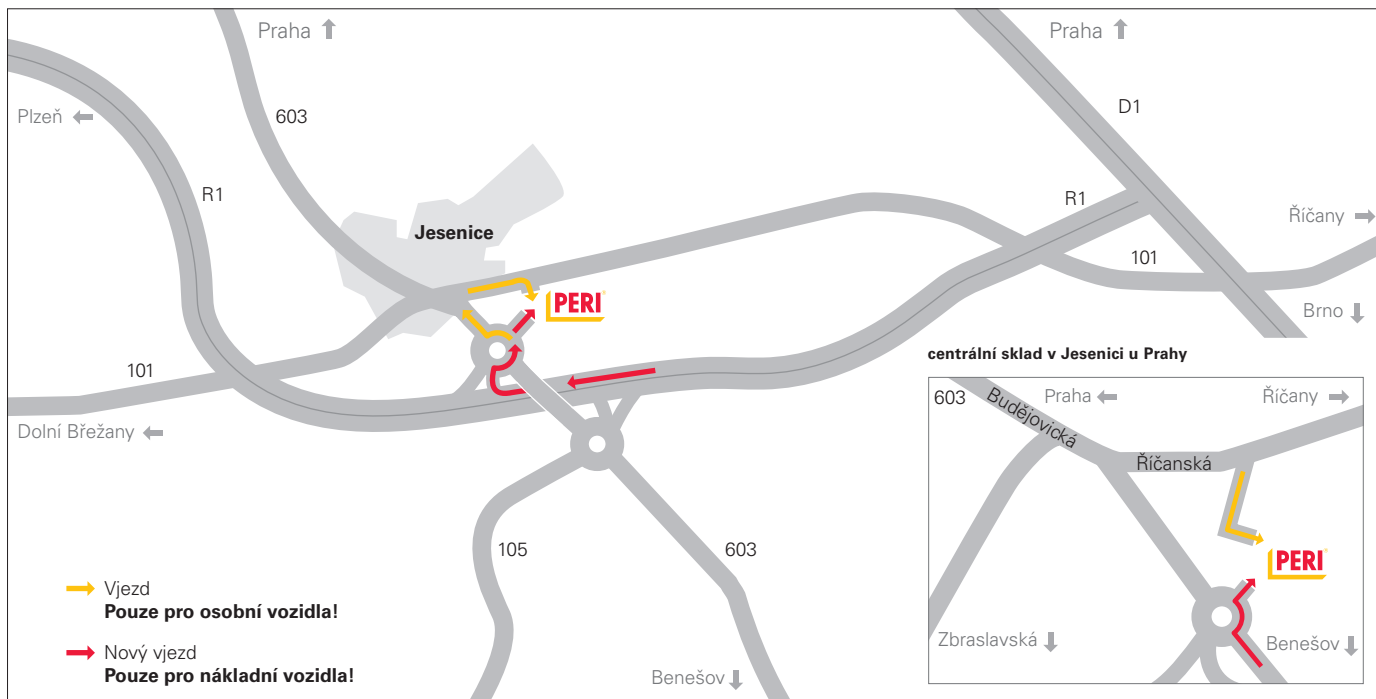 Praha
Praha
Plzeň
603
D1
R1
R1
Říčany
Jesenice
101
PERI
Brno
centrální sklad v Jesenici u Prahy
101
603
Praha
Říčany
Budějovická
Dolní Břežany
Říčanská
105
603
PERI
Vjezd
Pouze pro osobní vozidla!
Zbraslavská
Benešov
Nový vjezd
Pouze pro nákladní vozidla!
Benešov